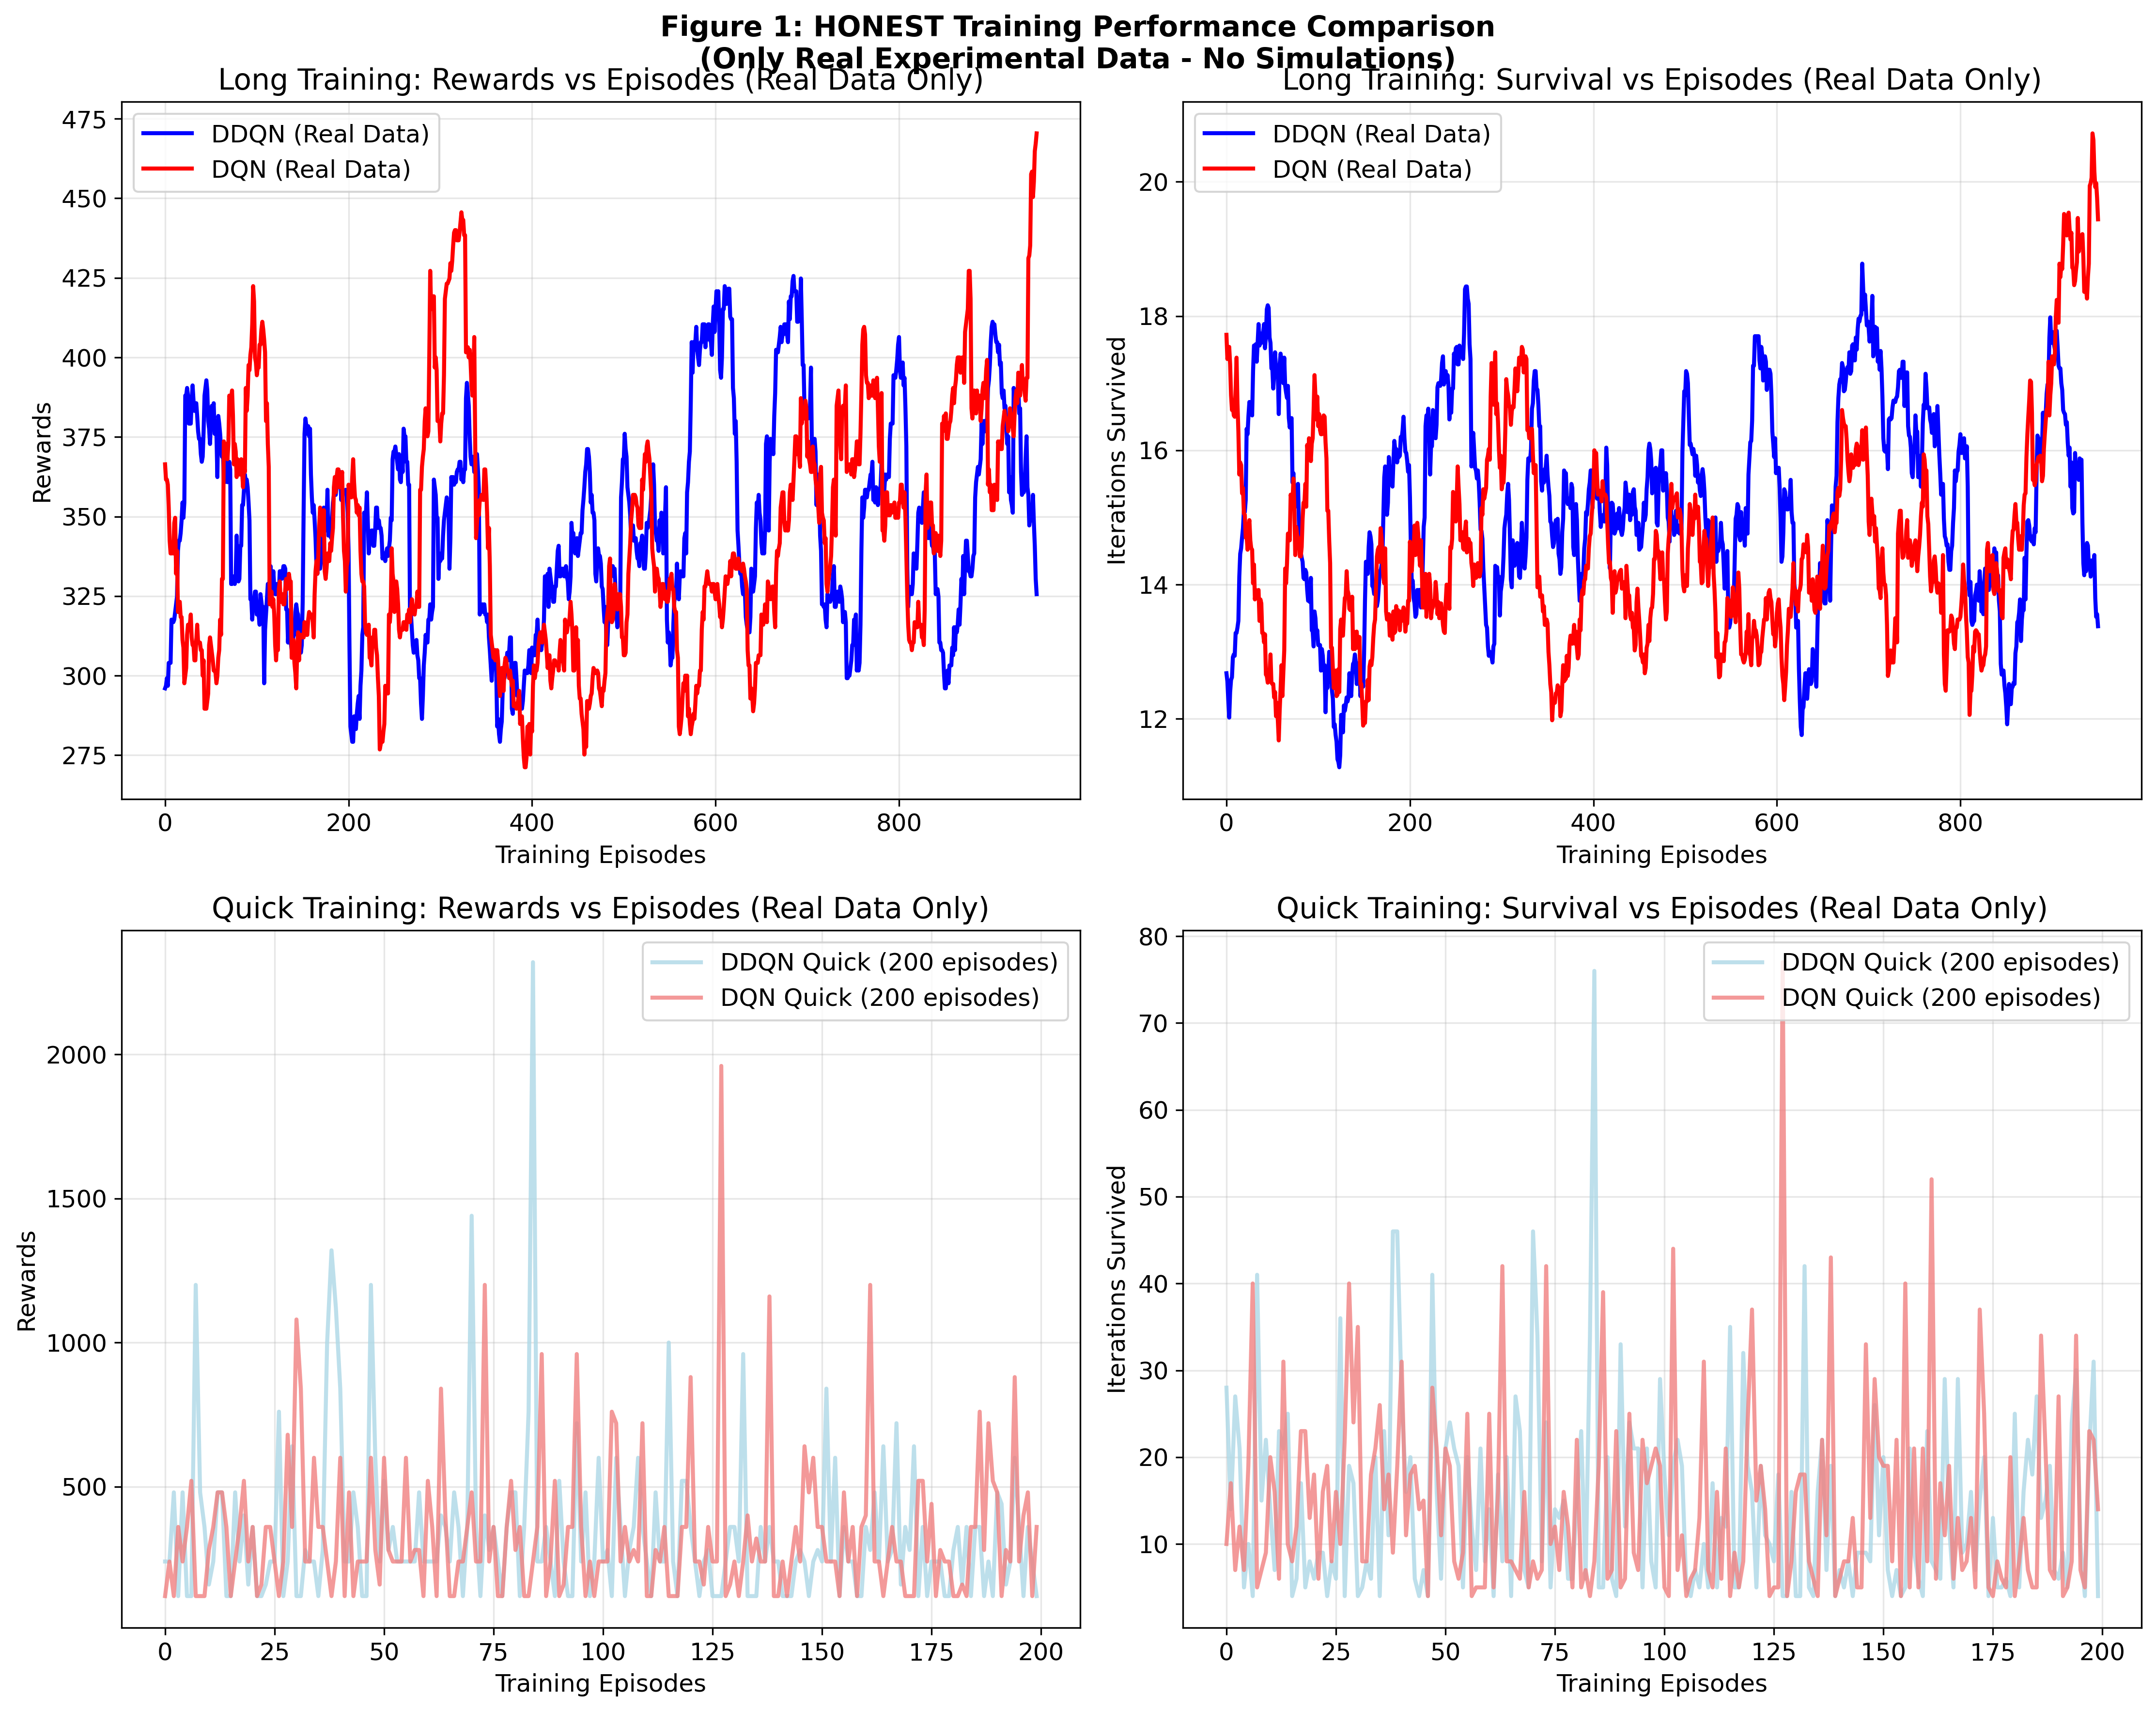 Figure 1: HONEST Training Performance Comparison
(Only Real Experimental Data - No Simulations)
Long Training: Rewards vs Episodes (Real Data Only)
475
450
425
400
375
350
325
300
275
Rewards
DDQN (Real Data)
DQN (Real Data)
0 200 400 600 800
Training Episodes
Long Training: Survival vs Episodes (Real Data Only)
20
18
16
14
12
Iterations Survived
DDQN (Real Data)
DQN (Real Data)
0 200 400 600 800
Training Episodes
Quick Training: Rewards vs Episodes (Real Data Only)
2000
1500
1000
500
Rewards
DDQN Quick (200 episodes)
DQN Quick (200 episodes)
0 25 50 75 100 125 150 175 200
Training Episodes
Quick Training: Survival vs Episodes (Real Data Only)
80
70
60
50
40
30
20
10
Iterations Survived
DDQN Quick (200 episodes)
DQN Quick (200 episodes)
0 25 50 75 100 125 150 175 200
Training Episodes